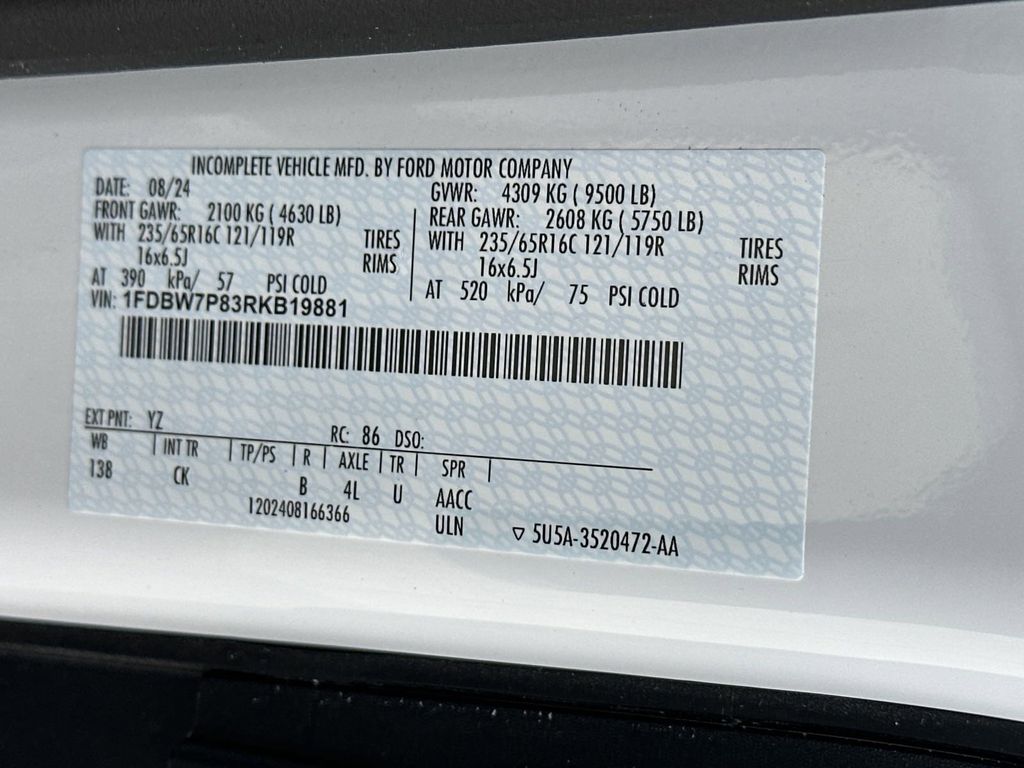 INCOMPLETE VEHICLE MFD. BY FORD MOTOR COMPANY
DATE: 08/24 GVWR: 4309 KG ( 9500 LB)
FRONT GAWR: 2100 KG ( 4630 LB) REAR GAWR: 2608 KG ( 5750 LB)
WITH 235/65R16C 121/119R TIRES WITH 235/65R16C 121/119R TIRES
16x6.5J RIMS 16x6.5J RIMS
AT 390 kPa/ 57 PSI COLD AT 520 kPa/ 75 PSI COLD
VIN: 1FDBW7P83RKB19881
EXT PNT: YZ RC: 86 DSO:
WB INT TR TP/PS R AXLE TR SPR
138 CK B 4L U AACC
1202408166366 ULN ▽ 5U5A-3520472-AA